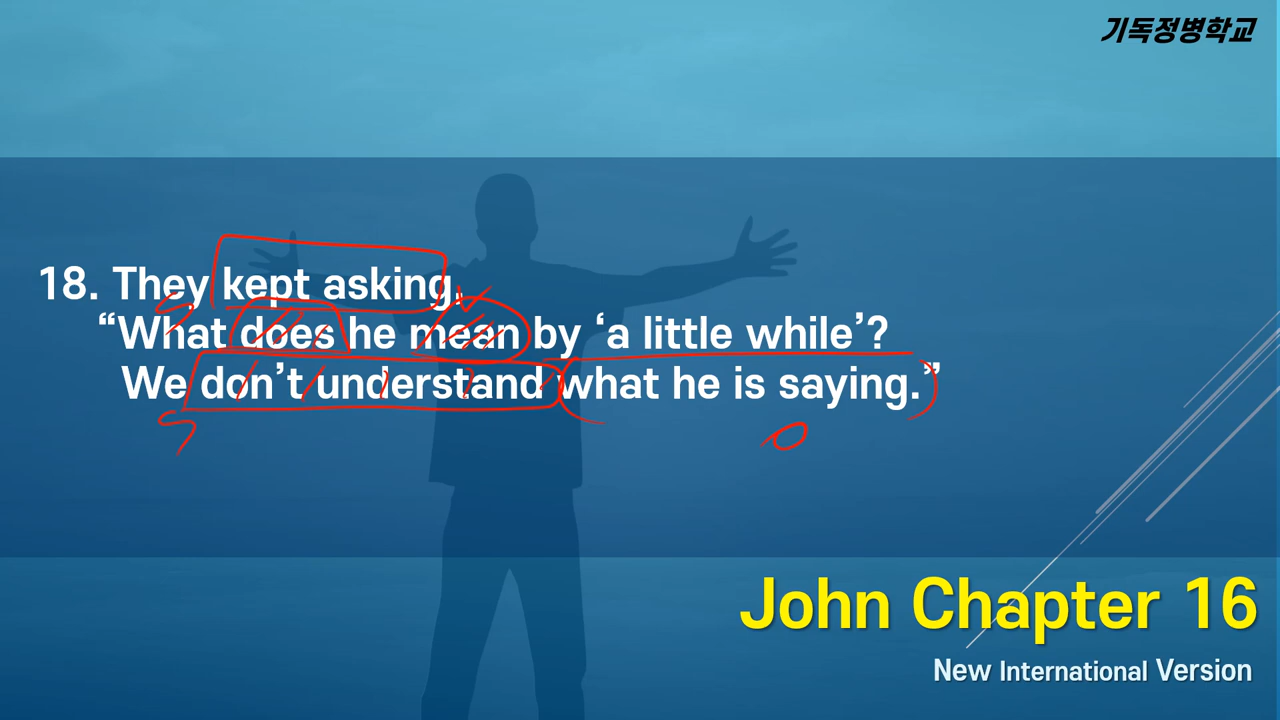 기독정병학교
18. They kept asking,
“What does he mean by ‘a little while’?
We don’t understand what he is saying.”
John Chapter 16
New International Version